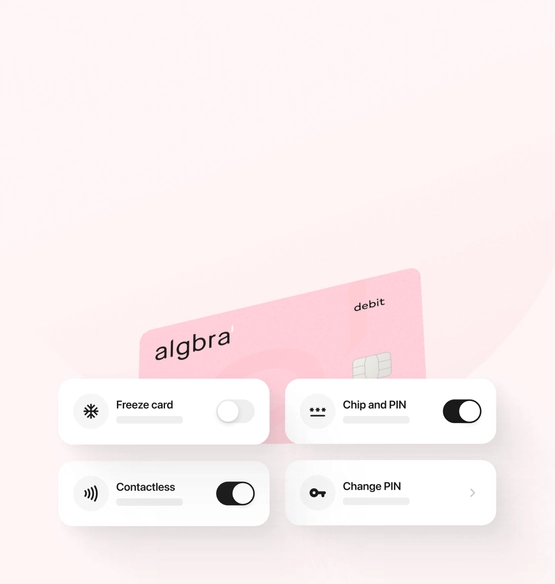 debit
algbra
Freeze card
Chip and PIN
Contactless
Change PIN